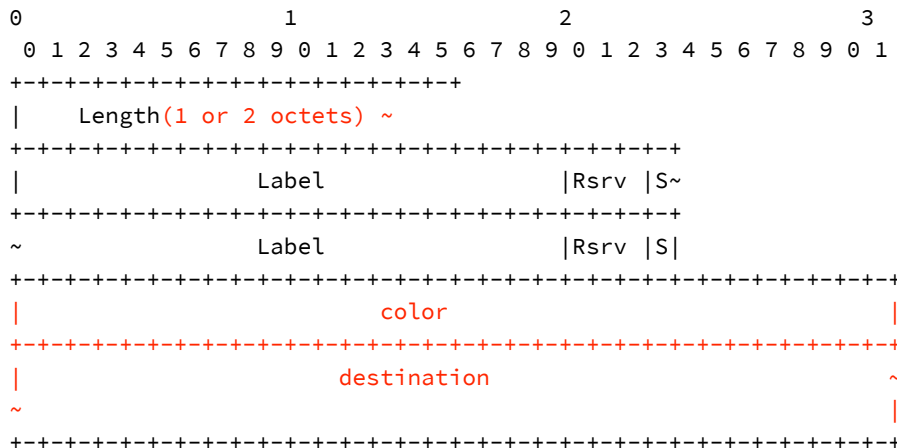 0                   1                   2                   3
 0 1 2 3 4 5 6 7 8 9 0 1 2 3 4 5 6 7 8 9 0 1 2 3 4 5 6 7 8 9 0 1
+-+-+-+-+-+-+-+-+-+-+-+-+-+-+-+-+
|    Length(1 or 2 octets) ~
+-+-+-+-+-+-+-+-+-+-+-+-+-+-+-+-+-+-+-+-+-+-+-+-+
|                 Label                 |Rsrv |S~
+-+-+-+-+-+-+-+-+-+-+-+-+-+-+-+-+-+-+-+-+-+-+-+-+
~                 Label                 |Rsrv |S|
+-+-+-+-+-+-+-+-+-+-+-+-+-+-+-+-+-+-+-+-+-+-+-+-+-+-+-+-+-+-+-+-+
|                          color                                |
+-+-+-+-+-+-+-+-+-+-+-+-+-+-+-+-+-+-+-+-+-+-+-+-+-+-+-+-+-+-+-+-+
|                       destination                             ~
~                                                               |
+-+-+-+-+-+-+-+-+-+-+-+-+-+-+-+-+-+-+-+-+-+-+-+-+-+-+-+-+-+-+-+-+